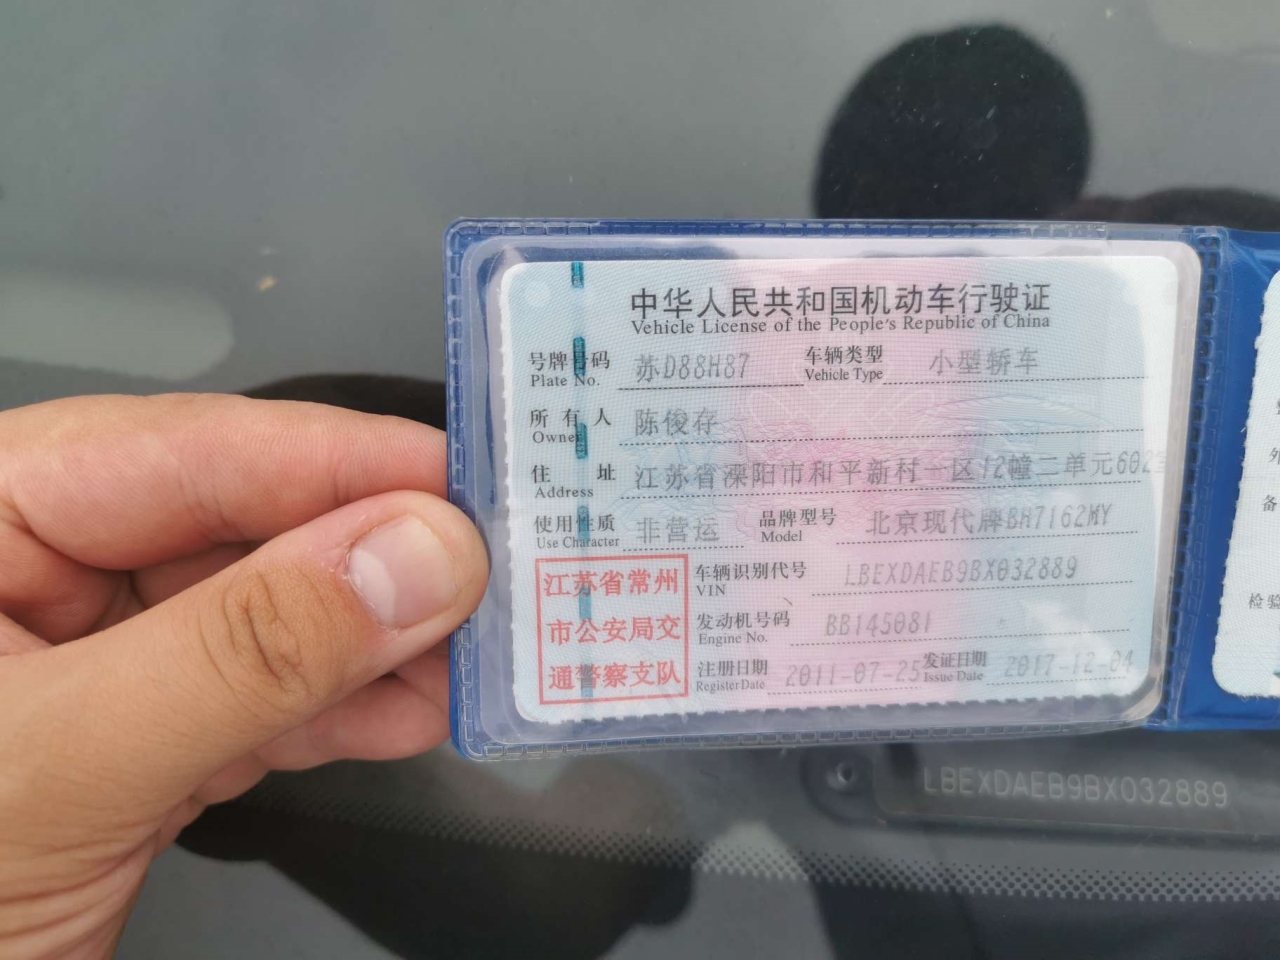 中华人民共和国机动车行驶证
Vehicle License of the People's Republic of China
号牌号码 苏D88H87 车辆类型 小型轿车
Plate No. Vehicle Type
所有人 陈俊存
Owner
住址 江苏省溧阳市和平新村一区12幢二单元602室
Address
使用性质 非营运 品牌型号 北京现代牌BH7162MY
Use Character Model
车辆识别代号 LBEXDAEB9BX032889
VIN
发动机号码 BB145081
Engine No.
注册日期 2011-07-25 发证日期 2017-12-04
Register Date Issue Date
江苏省常州
市公安局交
通警察支队
外
备
检验
LBEXDAEB9BX032889